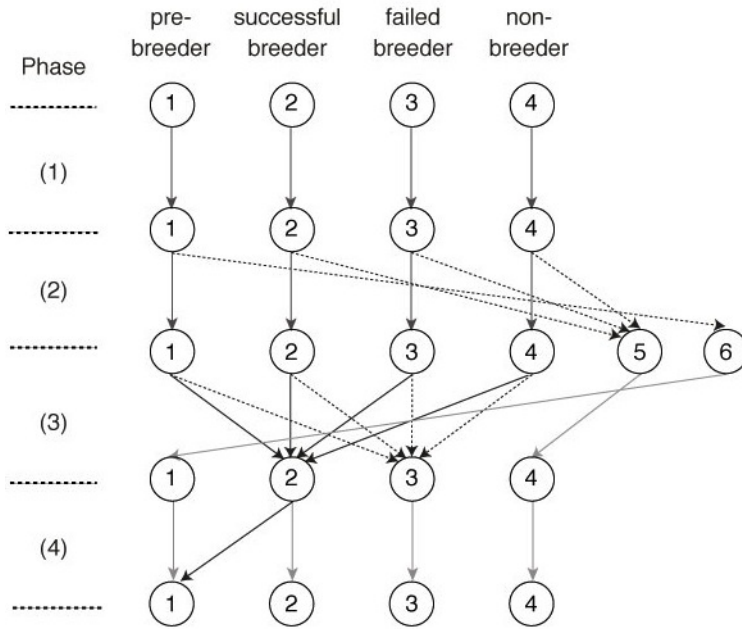 pre- successful failed non-
breeder breeder breeder breeder
Phase
1 2 3 4
(1)
1 2 3 4
(2)
1 2 3 4 5 6
(3)
1 2 3 4
(4)
1 2 3 4